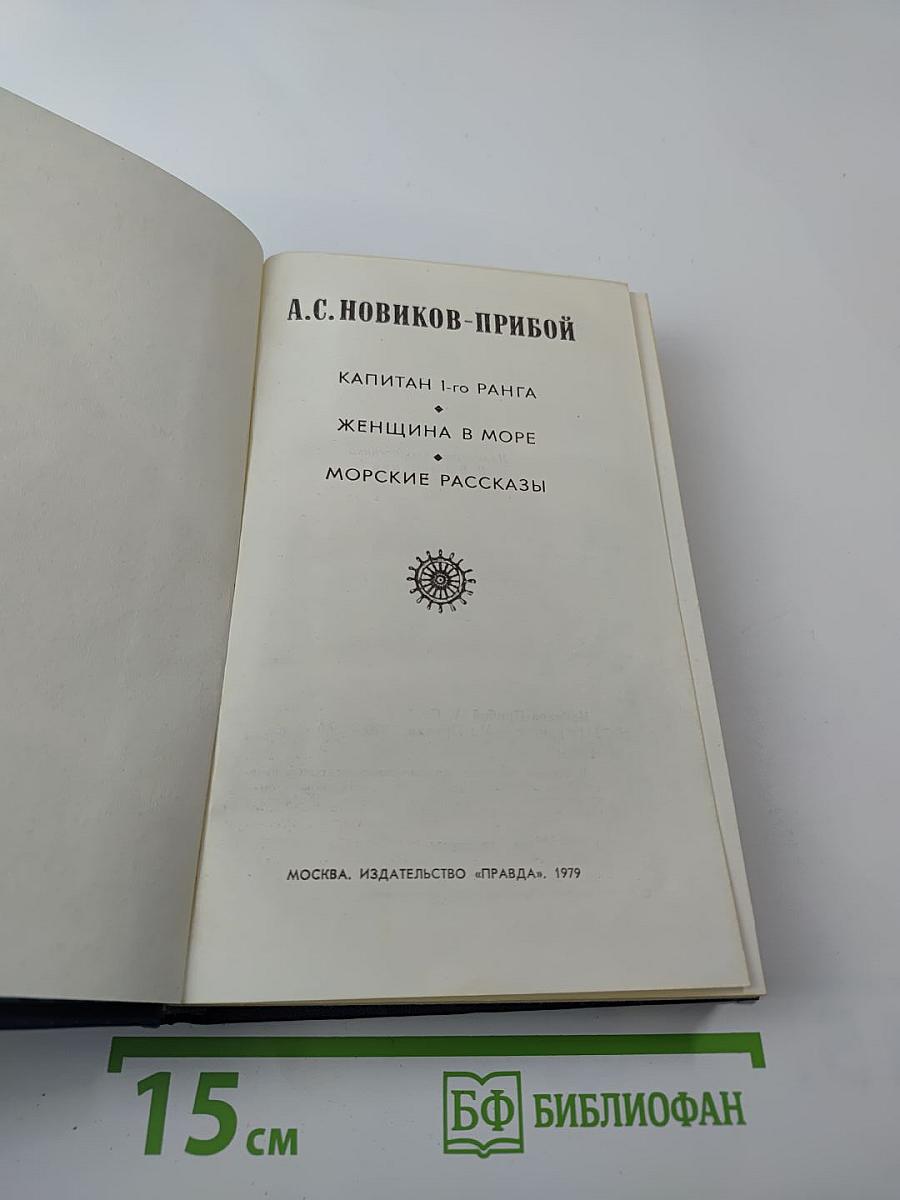 А.С. НОВИКОВ-ПРИБОЙ
КАПИТАН 1-го РАНГА
ЖЕНЩИНА В МОРЕ
МОРСКИЕ РАССКАЗЫ
МОСКВА. ИЗДАТЕЛЬСТВО «ПРАВДА». 1979
15 см
БФ БИБЛИОФАН